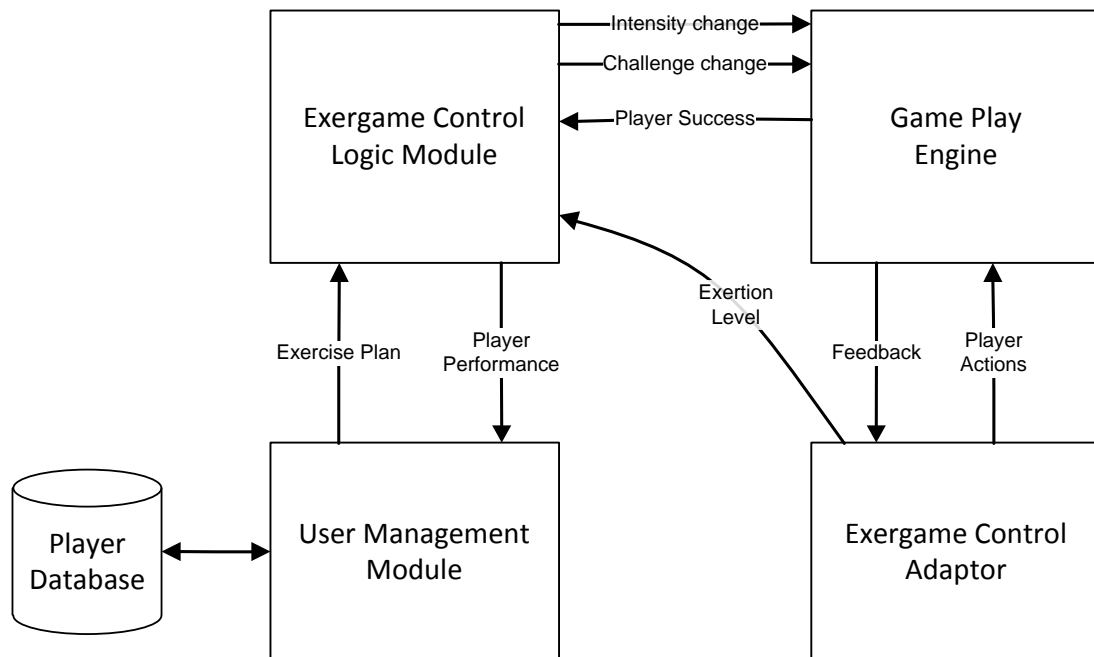 Intensity change
Challenge change
Player Success
Exergame Control
Logic Module
Game Play
Engine
Exertion
Level
Exercise Plan
Player
Performance
Feedback
Player
Actions
Player
Database
User Management
Module
Exergame Control
Adaptor